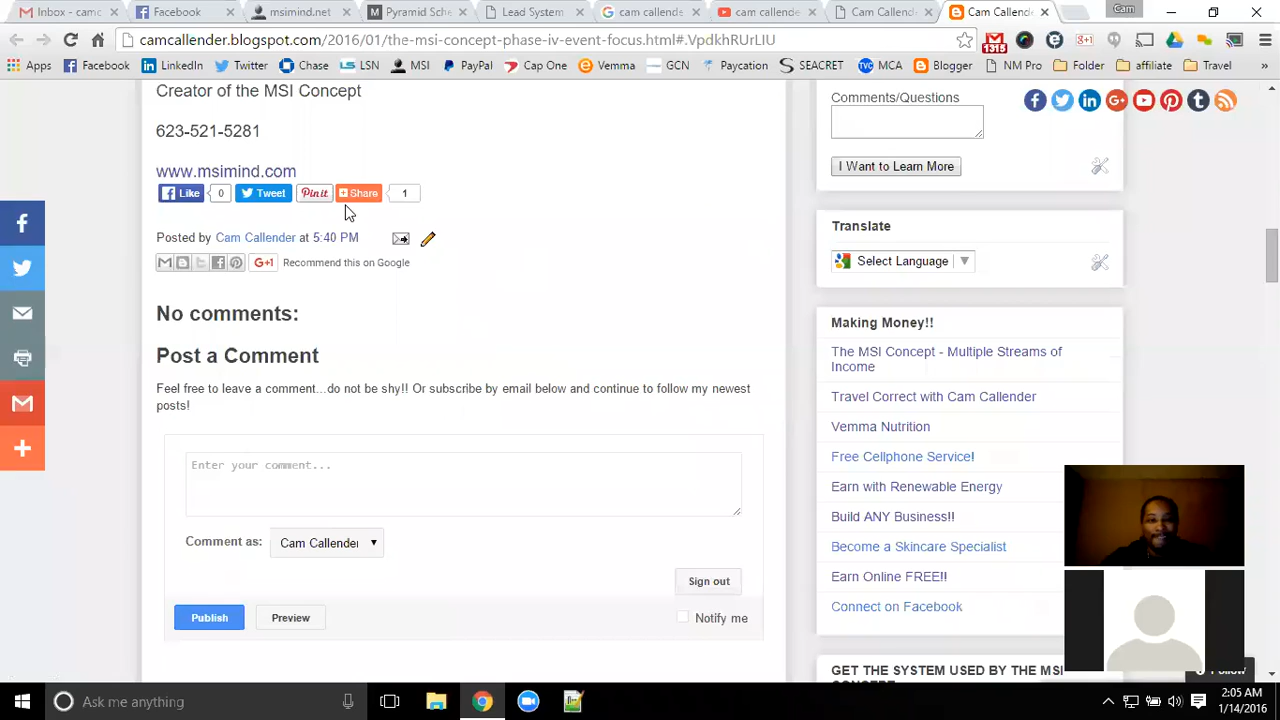 Inbox - camc
Facebook
msimind.net
Pyramid Sche
Lead System
cam callende
cam callende
Cam Callende
Cam Callende
Cam
camcallender.blogspot.com/2016/01/the-msi-concept-phase-iv-event-focus.html#.VpdkhRUrLIU
1315
Apps
Facebook
LinkedIn
Twitter
Chase
LSN
MSI
PayPal
Cap One
Vemma
GCN
Paycation
SEACRET
MCA
Blogger
NM Pro
Folder
affiliate
Travel
Creator of the MSI Concept
623-521-5281
www.msimind.com
Like 0 Tweet Pin it Share 1
Posted by Cam Callender at 5:40 PM
G+1 Recommend this on Google
No comments:
Post a Comment
Feel free to leave a comment...do not be shy!! Or subscribe by email below and continue to follow my newest
posts!
Enter your comment...
Comment as: Cam Callender
Sign out
Publish Preview Notify me
Comments/Questions
I Want to Learn More
Translate
Select Language
Making Money!!
The MSI Concept - Multiple Streams of
Income
Travel Correct with Cam Callender
Vemma Nutrition
Free Cellphone Service!
Earn with Renewable Energy
Build ANY Business!!
Become a Skincare Specialist
Earn Online FREE!!
Connect on Facebook
GET THE SYSTEM USED BY THE MSI
Follow
Ask me anything
2:05 AM
1/14/2016